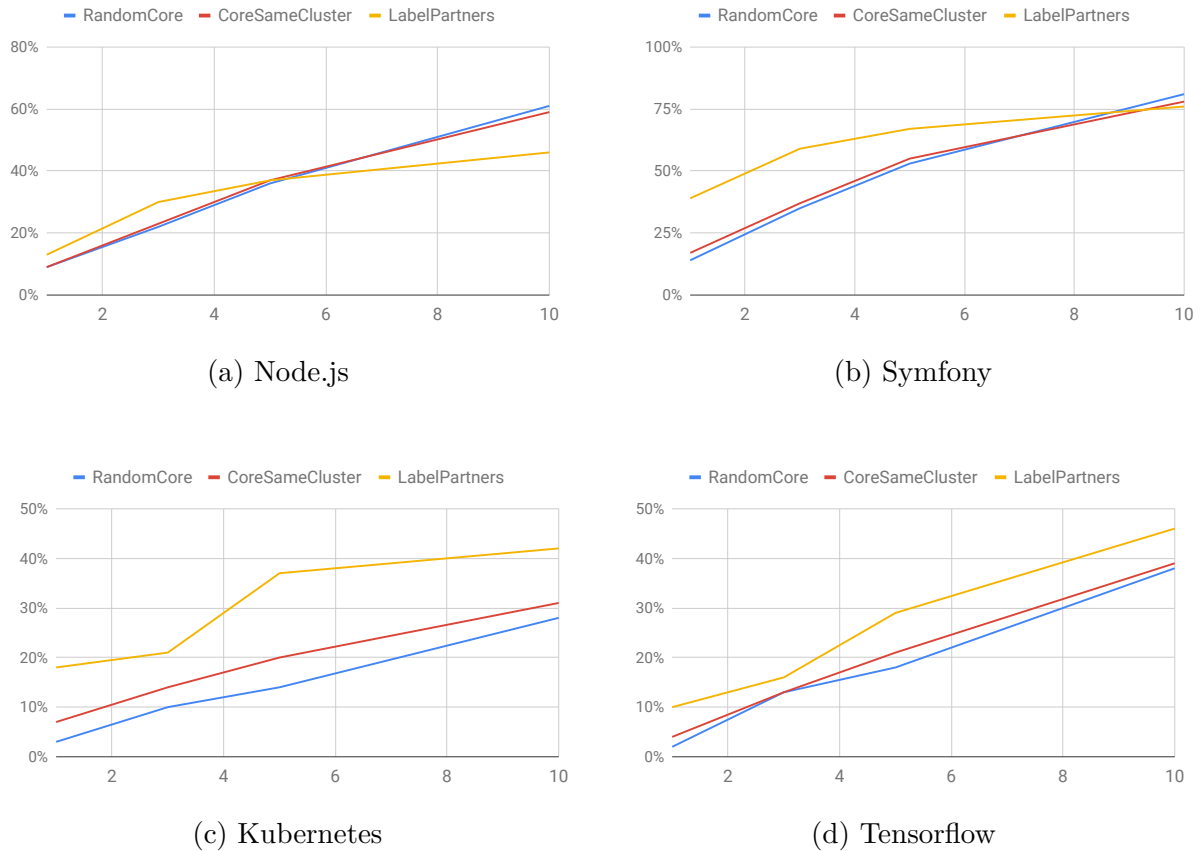 RandomCore CoreSameCluster LabelPartners
80%
60%
40%
20%
0%
2 4 6 8 10
(a) Node.js
RandomCore CoreSameCluster LabelPartners
100%
75%
50%
25%
0%
2 4 6 8 10
(b) Symfony
RandomCore CoreSameCluster LabelPartners
50%
40%
30%
20%
10%
0%
2 4 6 8 10
(c) Kubernetes
RandomCore CoreSameCluster LabelPartners
50%
40%
30%
20%
10%
0%
2 4 6 8 10
(d) Tensorflow